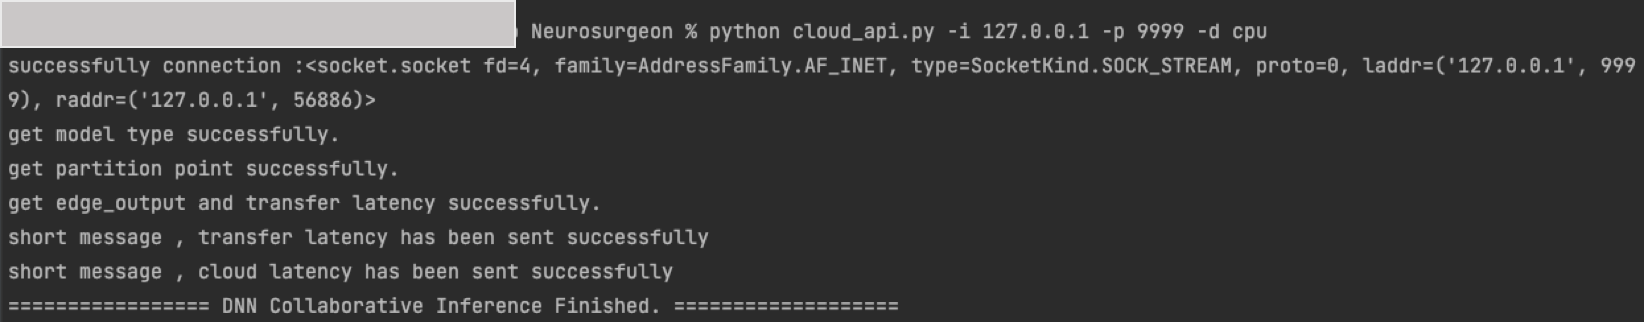 Neurosurgeon % python cloud_api.py -i 127.0.0.1 -p 9999 -d cpu
successfully connection :<socket.socket fd=4, family=AddressFamily.AF_INET, type=SocketKind.SOCK_STREAM, proto=0, laddr=('127.0.0.1', 999
9), raddr=('127.0.0.1', 56886)>
get model type successfully.
get partition point successfully.
get edge_output and transfer latency successfully.
short message , transfer latency has been sent successfully
short message , cloud latency has been sent successfully
================= DNN Collaborative Inference Finished. ===================